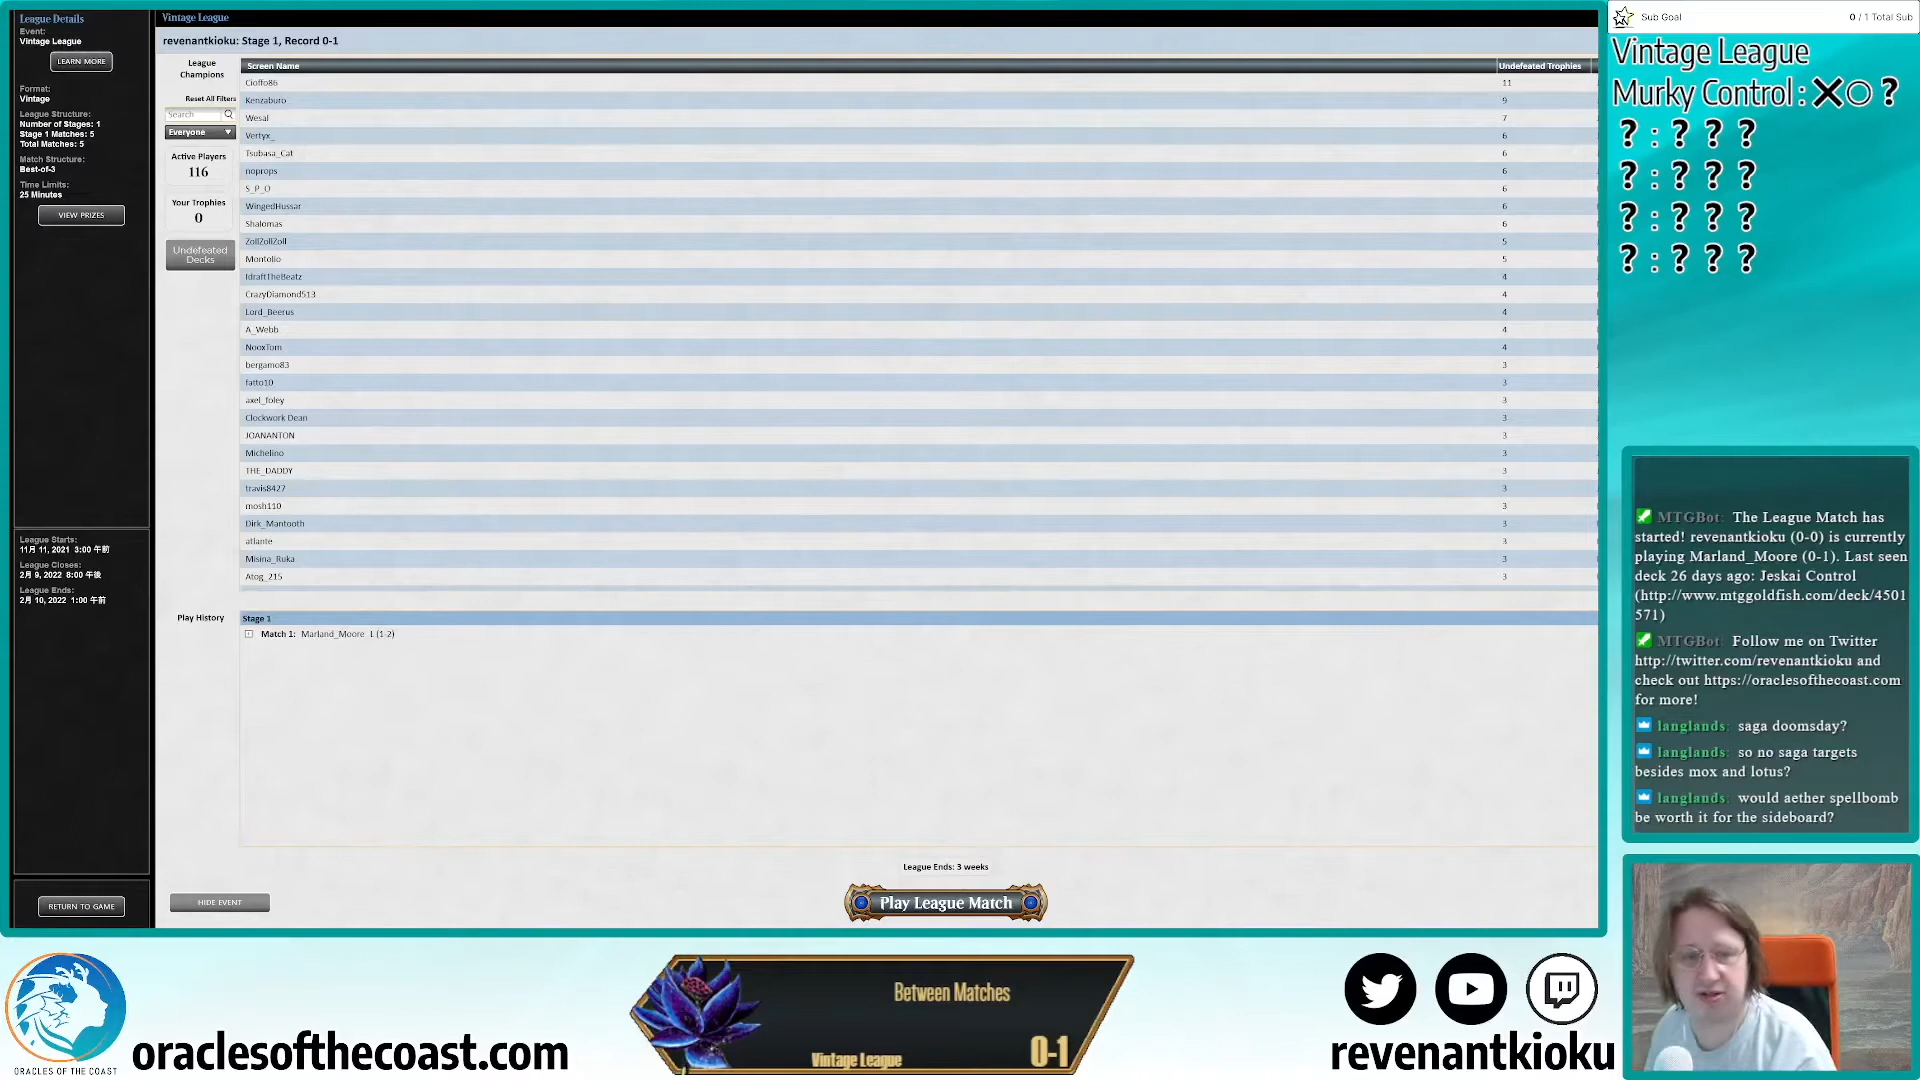 League Details
Event:
Vintage League
LEARN MORE
Format:
Vintage
League Structure:
Number of Stages: 1
Stage 1 Matches: 5
Total Matches: 5
Match Structure:
Best-of-3
Time Limits:
25 Minutes
VIEW PRIZES
League Starts:
11月 11, 2021 3:00 午前
League Closes:
2月 9, 2022 8:00 午後
League Ends:
2月 10, 2022 1:00 午前
RETURN TO GAME
Vintage League
revenantkioku: Stage 1, Record 0-1
League
Champions
Reset All Filters
Search
Everyone
Active Players
116
Your Trophies
0
Undefeated
Decks
Screen Name Undefeated Trophies
Cioffo86 11
Kenzaburo 9
Wesal 7
Vertyx_ 6
Tsubasa_Cat 6
noprops 6
S_P_O 6
WingedHussar 6
Shalomas 6
ZollZollZoll 5
Montolio 5
IdraftTheBeatz 4
CrazyDiamond513 4
Lord_Beerus 4
A_Webb 4
NooxTom 4
bergamo83 3
fatto10 3
axel_foley 3
Clockwork Dean 3
JOANANTON 3
Michelino 3
THE_DADDY 3
travis8427 3
mosh110 3
Dirk_Mantooth 3
atlante 3
Misina_Ruka 3
Atog_215 3
Play History
Stage 1
Match 1: Marland_Moore L (1-2)
League Ends: 3 weeks
HIDE EVENT
Play League Match
Sub Goal 0 / 1 Total Sub
Vintage League
Murky Control : ✕○ ?
? : ? ? ?
? : ? ? ?
? : ? ? ?
? : ? ? ?
MTGBot: The League Match has
started! revenantkioku (0-0) is currently
playing Marland_Moore (0-1). Last seen
deck 26 days ago: Jeskai Control
(http://www.mtggoldfish.com/deck/4501
571)
MTGBot: Follow me on Twitter
http://twitter.com/revenantkioku and
check out https://oraclesofthecoast.com
for more!
langlands: saga doomsday?
langlands: so no saga targets
besides mox and lotus?
langlands: would aether spellbomb
be worth it for the sideboard?
ORACLES OF THE COAST
oraclesofthecoast.com
Between Matches
Vintage League
0-1
revenantkioku